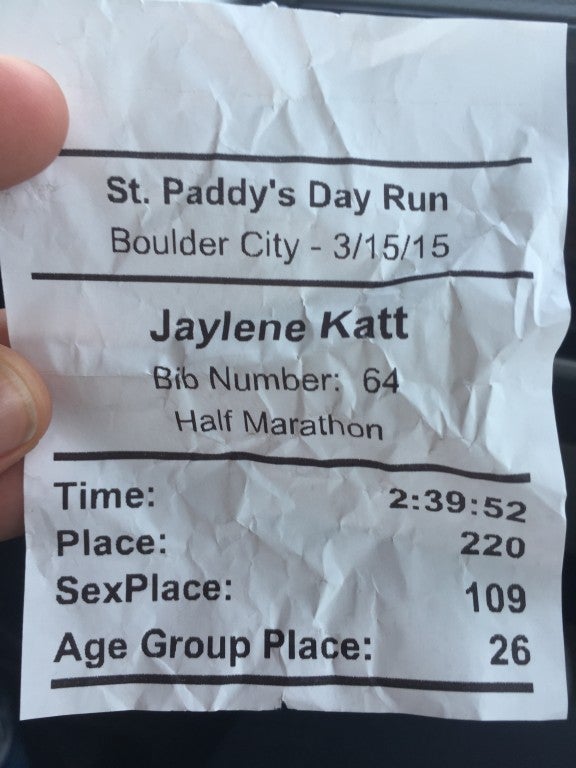 St. Paddy's Day Run
Boulder City - 3/15/15
Jaylene Katt
Bib Number: 64
Half Marathon
Time: 2:39:52
Place: 220
SexPlace: 109
Age Group Place: 26